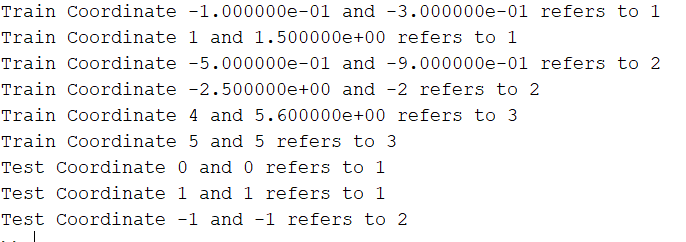 Train Coordinate -1.000000e-01 and -3.000000e-01 refers to 1
Train Coordinate 1 and 1.500000e+00 refers to 1
Train Coordinate -5.000000e-01 and -9.000000e-01 refers to 2
Train Coordinate -2.500000e+00 and -2 refers to 2
Train Coordinate 4 and 5.600000e+00 refers to 3
Train Coordinate 5 and 5 refers to 3
Test Coordinate 0 and 0 refers to 1
Test Coordinate 1 and 1 refers to 1
Test Coordinate -1 and -1 refers to 2